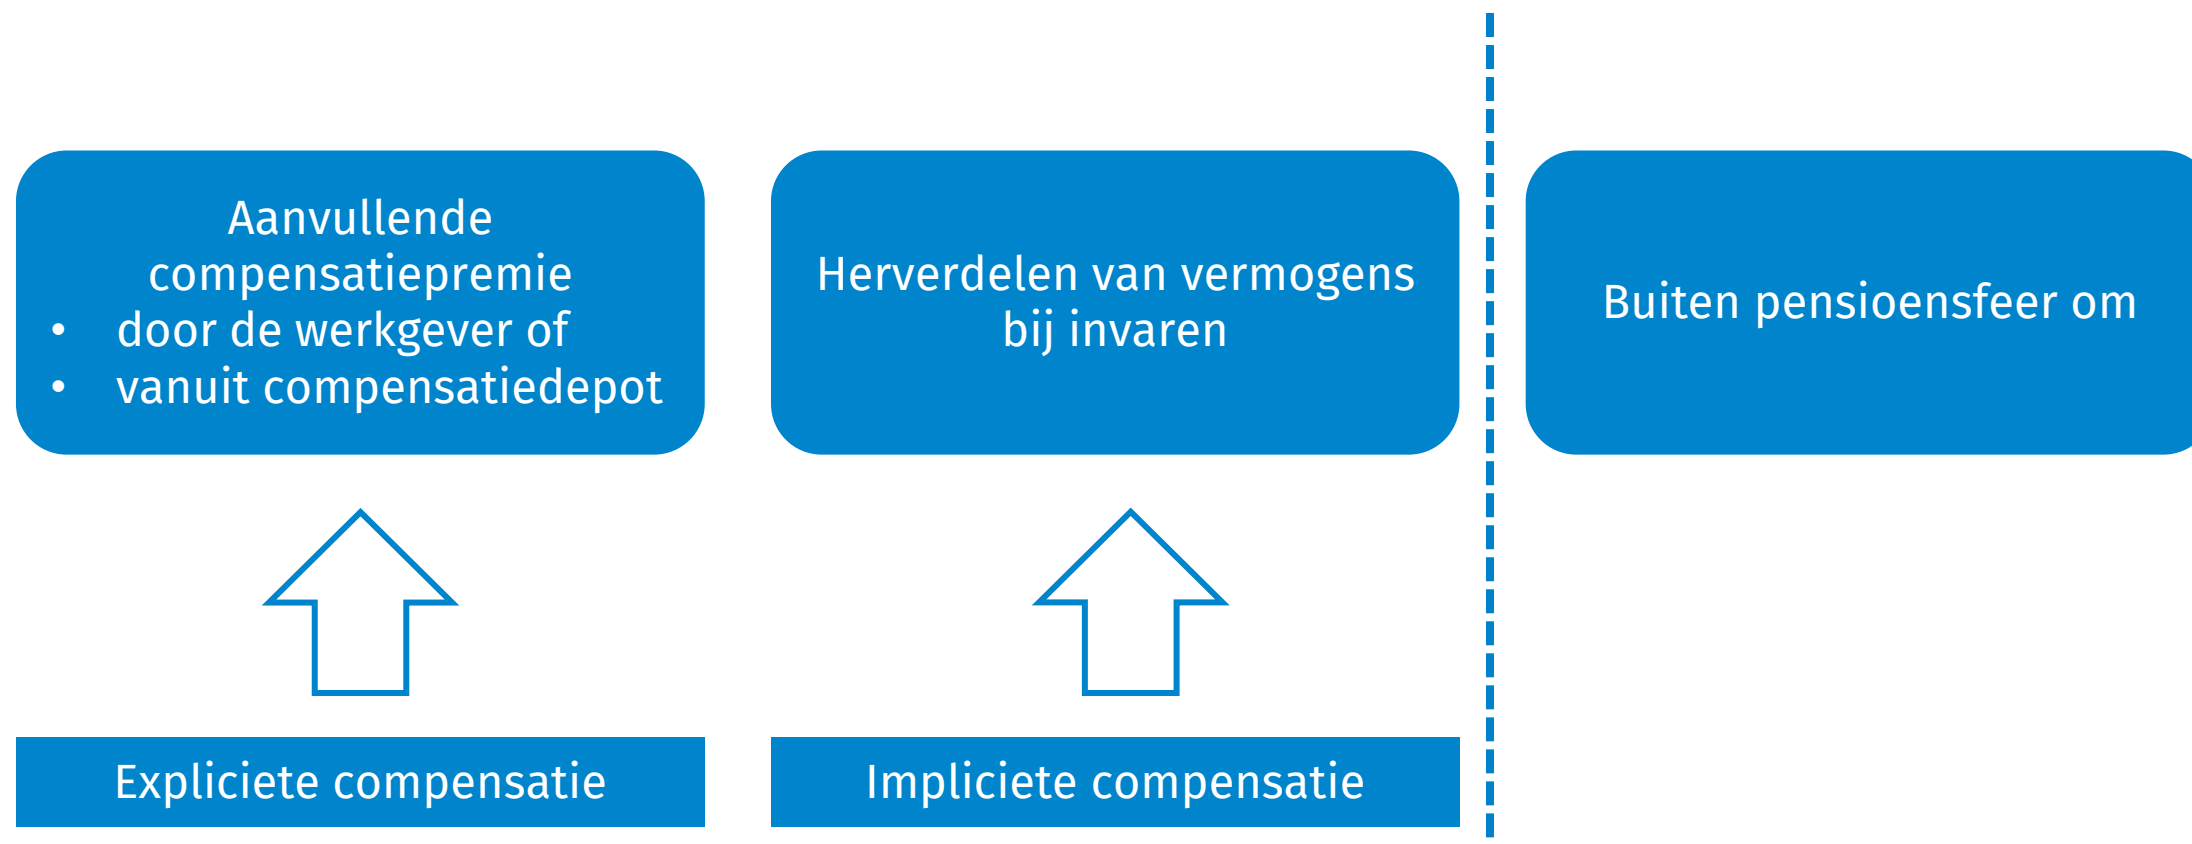 Aanvullende
compensatiepremie
• door de werkgever of
• vanuit compensatiedepot
Herverdelen van vermogens
bij invaren
Buiten pensioensfeer om
Expliciete compensatie
Impliciete compensatie